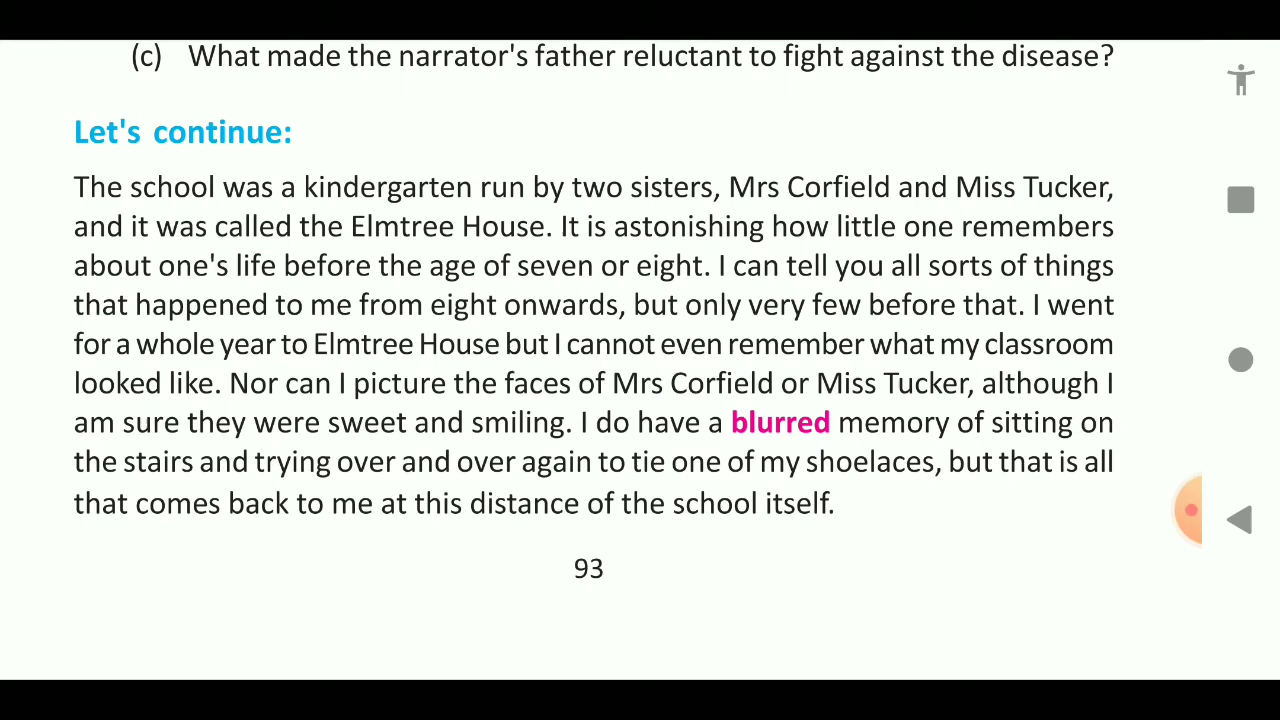 (c) What made the narrator's father reluctant to fight against the disease?
Let's continue:
The school was a kindergarten run by two sisters, Mrs Corfield and Miss Tucker,
and it was called the Elmtree House. It is astonishing how little one remembers
about one's life before the age of seven or eight. I can tell you all sorts of things
that happened to me from eight onwards, but only very few before that. I went
for a whole year to Elmtree House but I cannot even remember what my classroom
looked like. Nor can I picture the faces of Mrs Corfield or Miss Tucker, although I
am sure they were sweet and smiling. I do have a blurred memory of sitting on
the stairs and trying over and over again to tie one of my shoelaces, but that is all
that comes back to me at this distance of the school itself.
93